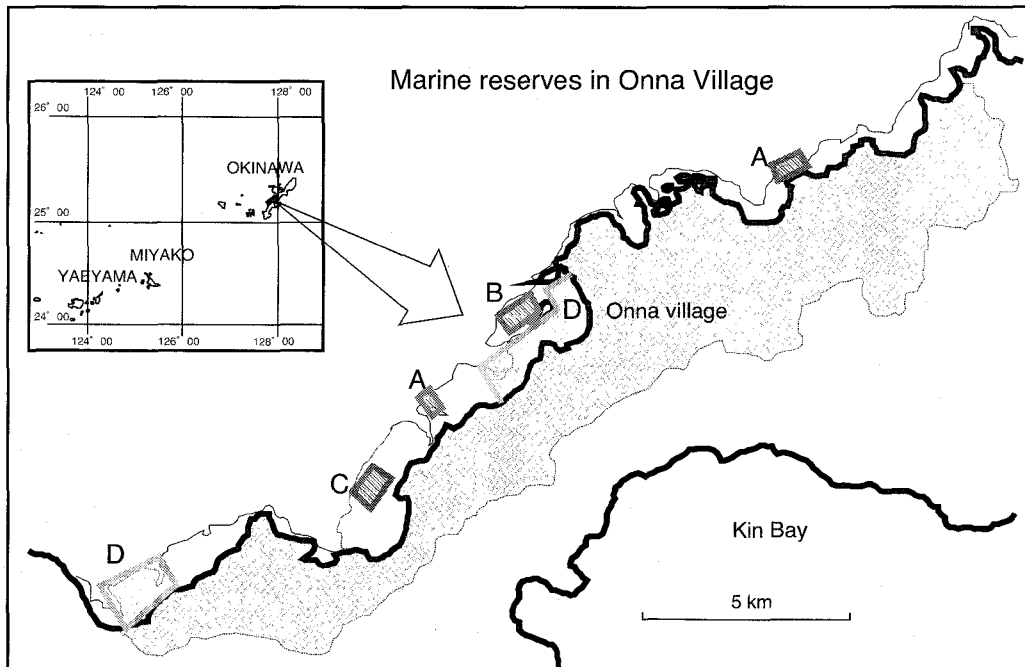 Marine reserves in Onna Village
124° 00 126° 00 128° 00
26° 00
OKINAWA
25° 00
MIYAKO
YAEYAMA
24° 00
124° 00 126° 00 128° 00
A
B
D
Onna village
A
C
D
Kin Bay
5 km